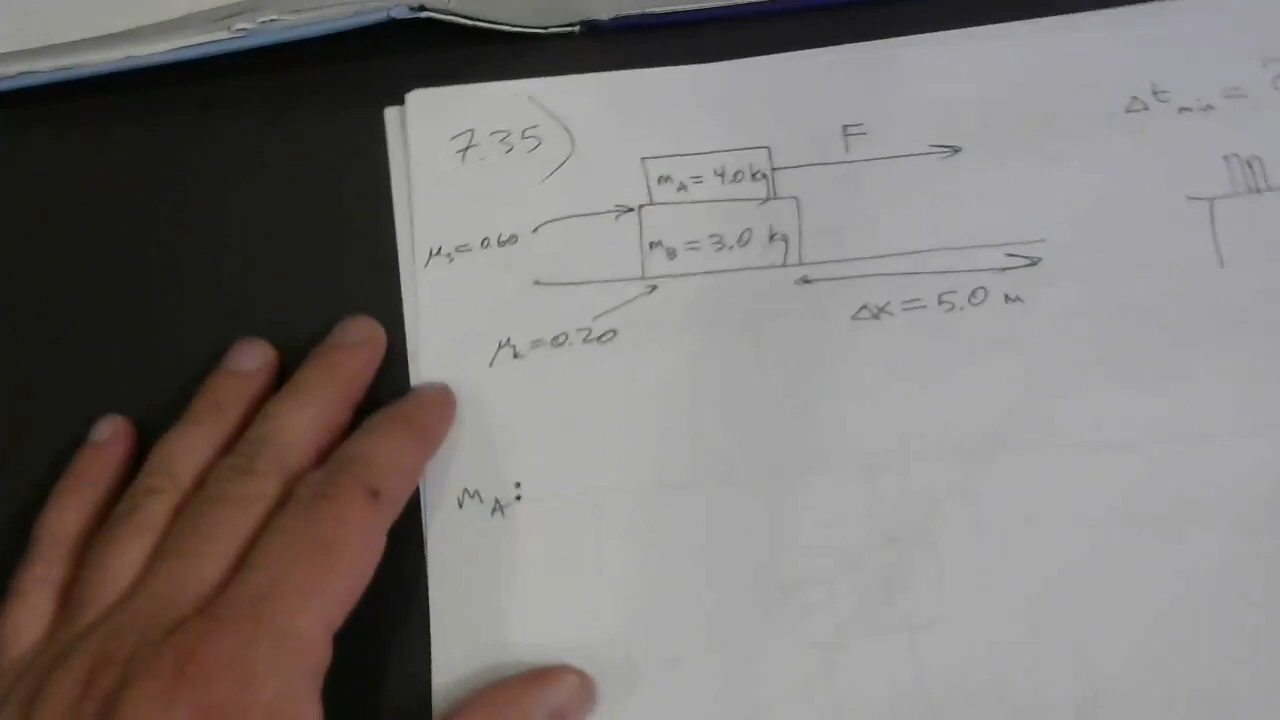 7.35)
F
m_A = 4.0 kg
μ_s = 0.60
m_B = 3.0 kg
Δx = 5.0 m
μ_k = 0.20
m_A:
Δt_min =